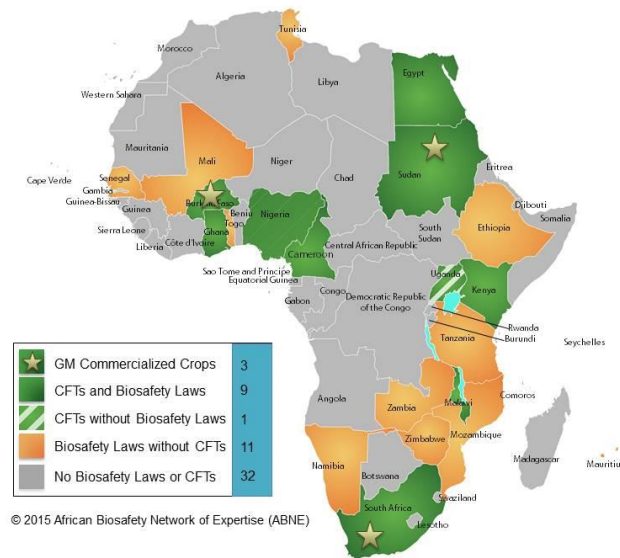 Tunisia
Morocco
Algeria
Libya
Egypt
Western Sahara
Mauritania
Mali
Niger
Chad
Sudan
Eritrea
Cape Verde
Senegal
Gambia
Guinea-Bissau
Guinea
Sierra Leone
Liberia
Côte d'Ivoire
Burkina Faso
Ghana
Togo
Beniu
Nigeria
Cameroon
Central African Republic
South
Sudan
Ethiopia
Djibouti
Somalia
Sao Tome and Principe
Equatorial Guinea
Gabon
Congo
Democratic Republic
of the Congo
Uganda
Kenya
Rwanda
Burundi
Tanzania
Seychelles
Angola
Zambia
Malawi
Mozambique
Comoros
Zimbabwe
Namibia
Botswana
Madagascar
Mauritiu
Swaziland
South Africa
Lesotho
GM Commercialized Crops 3
CFTs and Biosafety Laws 9
CFTs without Biosafety Laws 1
Biosafety Laws without CFTs 11
No Biosafety Laws or CFTs 32
© 2015 African Biosafety Network of Expertise (ABNE)